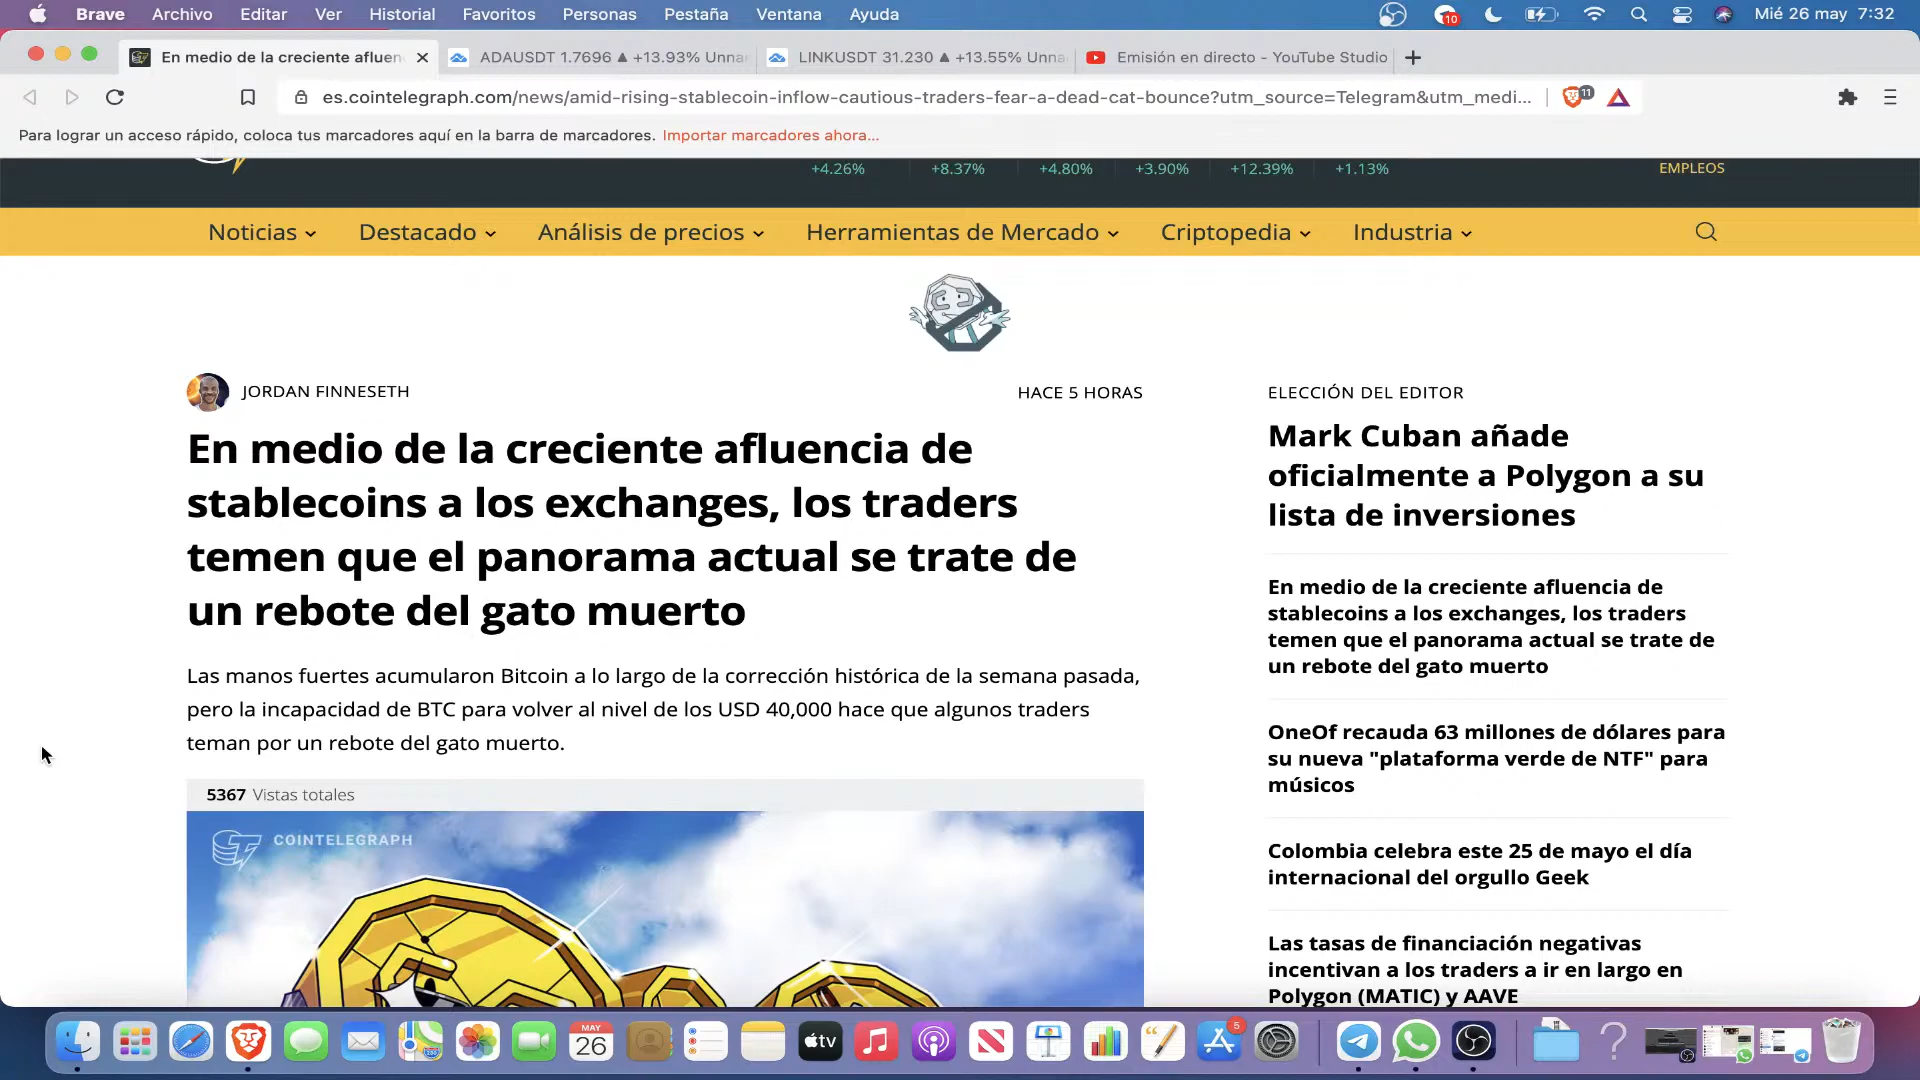 Brave Archivo Editar Ver Historial Favoritos Personas Pestaña Ventana Ayuda 10 Mié 26 may 7:32
En medio de la creciente afluen ADAUSDT 1.7696 ▲ +13.93% Unna LINKUSDT 31.230 ▲ +13.55% Unna Emisión en directo - YouTube Studio
es.cointelegraph.com/news/amid-rising-stablecoin-inflow-cautious-traders-fear-a-dead-cat-bounce?utm_source=Telegram&utm_medi... 11
Para lograr un acceso rápido, coloca tus marcadores aquí en la barra de marcadores. Importar marcadores ahora...
+4.26% +8.37% +4.80% +3.90% +12.39% +1.13% EMPLEOS
Noticias Destacado Análisis de precios Herramientas de Mercado Criptopedia Industria
JORDAN FINNESETH HACE 5 HORAS
En medio de la creciente afluencia de
stablecoins a los exchanges, los traders
temen que el panorama actual se trate de
un rebote del gato muerto
Las manos fuertes acumularon Bitcoin a lo largo de la corrección histórica de la semana pasada,
pero la incapacidad de BTC para volver al nivel de los USD 40,000 hace que algunos traders
teman por un rebote del gato muerto.
5367 Vistas totales
COINTELEGRAPH
ELECCIÓN DEL EDITOR
Mark Cuban añade
oficialmente a Polygon a su
lista de inversiones
En medio de la creciente afluencia de
stablecoins a los exchanges, los traders
temen que el panorama actual se trate de
un rebote del gato muerto
OneOf recauda 63 millones de dólares para
su nueva "plataforma verde de NTF" para
músicos
Colombia celebra este 25 de mayo el día
internacional del orgullo Geek
Las tasas de financiación negativas
incentivan a los traders a ir en largo en
Polygon (MATIC) y AAVE
MAY
26
tv
5